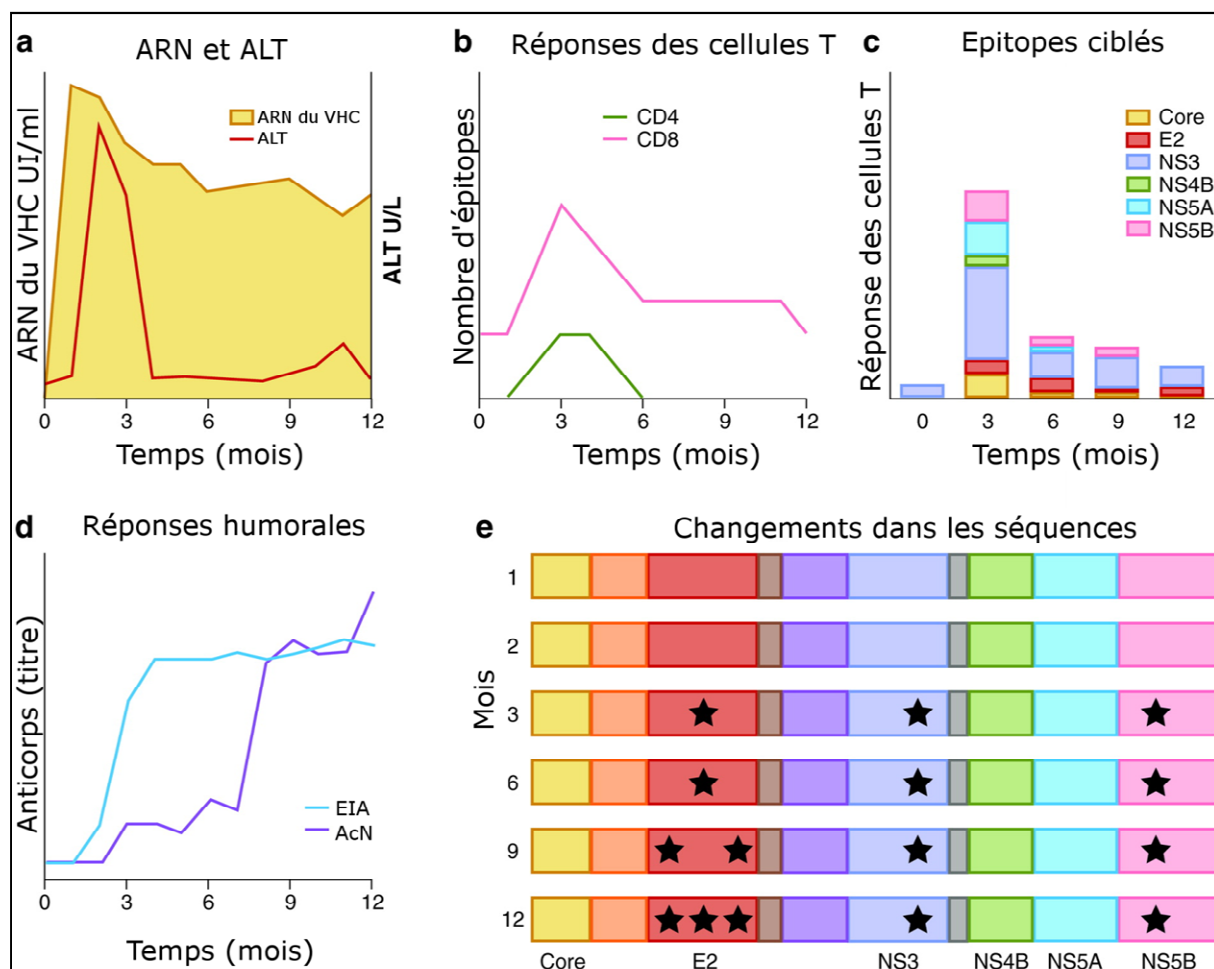 a
ARN et ALT
ARN du VHC UI/ml
ARN du VHC
ALT
ALT U/L
0 3 6 9 12
Temps (mois)
b
Réponses des cellules T
Nombre d'épitopes
CD4
CD8
0 3 6 9 12
Temps (mois)
c
Epitopes ciblés
Réponse des cellules T
Core
E2
NS3
NS4B
NS5A
NS5B
0 3 6 9 12
Temps (mois)
d
Réponses humorales
Anticorps (titre)
EIA
AcN
0 3 6 9 12
Temps (mois)
e
Changements dans les séquences
Mois
1
2
3
6
9
12
Core E2 NS3 NS4B NS5A NS5B